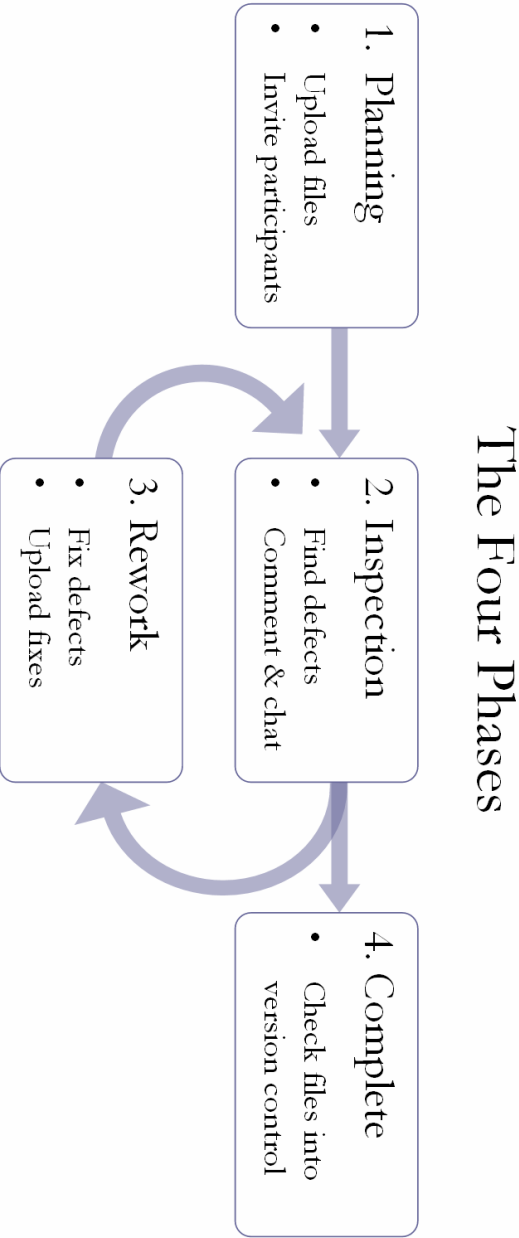 The Four Phases
1. Planning
• Upload files
• Invite participants
2. Inspection
• Find defects
• Comment & chat
3. Rework
• Fix defects
• Upload fixes
4. Complete
• Check files into
version control